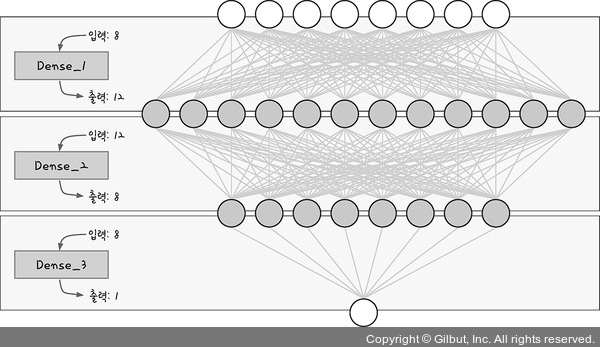 입력: 8
Dense_1
출력: 12
입력: 12
Dense_2
출력: 8
입력: 8
Dense_3
출력: 1
Copyright © Gilbut, Inc. All rights reserved.